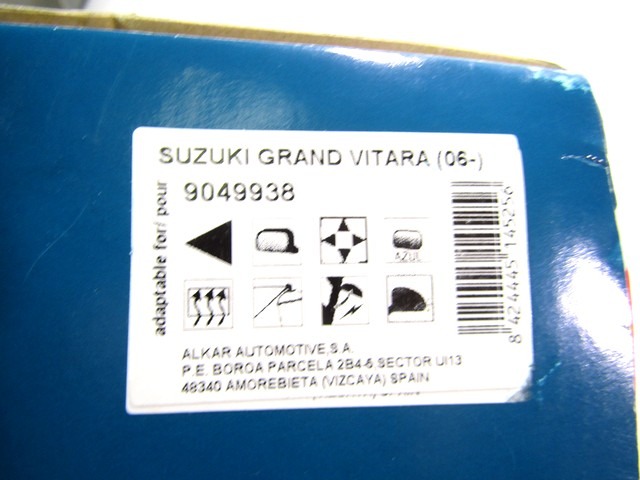 SUZUKI GRAND VITARA (06-)
adaptable for/ pour
9049938
AZUL
8 424445 145256
ALKAR AUTOMOTIVE,S.A.
P.E. BOROA PARCELA 2B4-5,SECTOR UI13
48340 AMOREBIETA (VIZCAYA) SPAIN